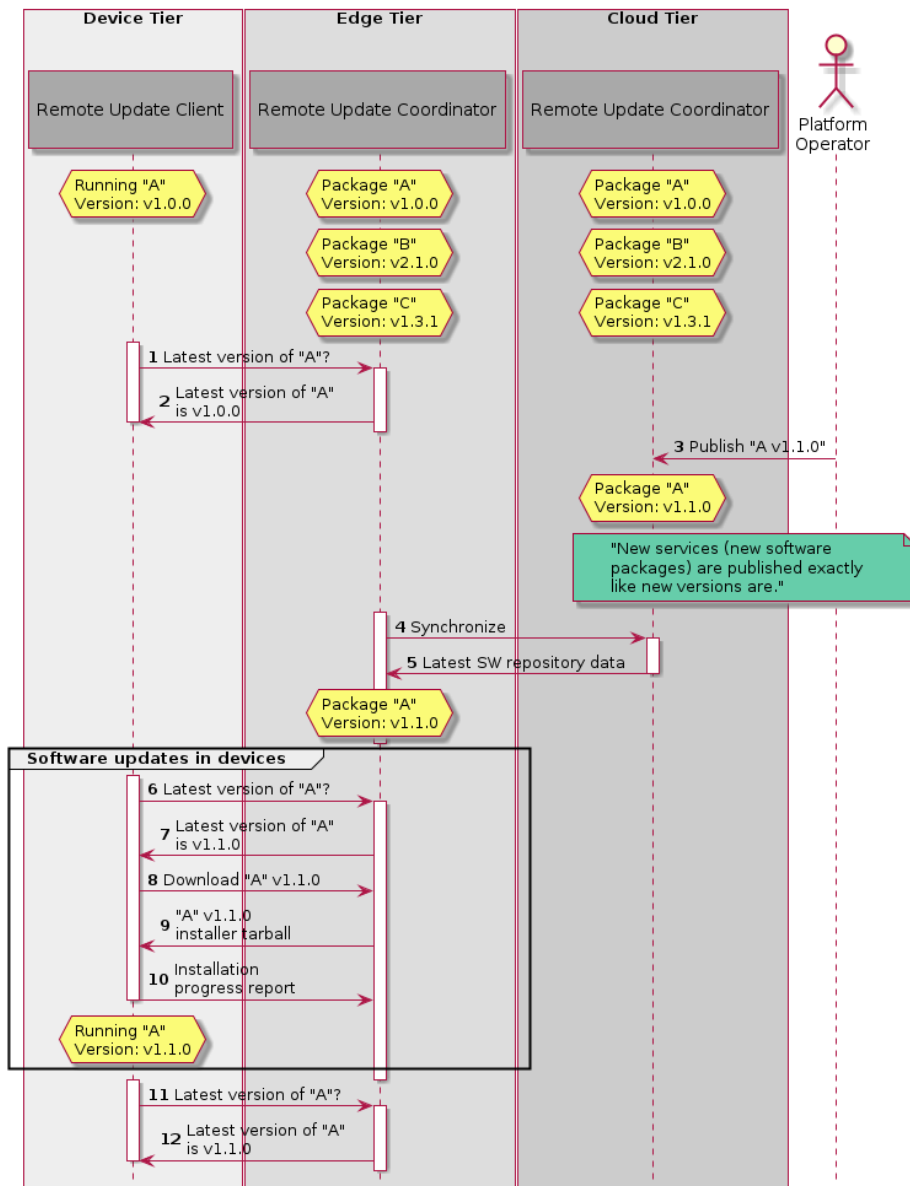 Device Tier
Edge Tier
Cloud Tier
Remote Update Client
Remote Update Coordinator
Remote Update Coordinator
Platform
Operator
Running "A"
Version: v1.0.0
Package "A"
Version: v1.0.0
Package "A"
Version: v1.0.0
Package "B"
Version: v2.1.0
Package "B"
Version: v2.1.0
Package "C"
Version: v1.3.1
Package "C"
Version: v1.3.1
1 Latest version of "A"?
2 Latest version of "A"
is v1.0.0
3 Publish "A v1.1.0"
Package "A"
Version: v1.1.0
"New services (new software
packages) are published exactly
like new versions are."
4 Synchronize
5 Latest SW repository data
Package "A"
Version: v1.1.0
Software updates in devices
6 Latest version of "A"?
7 Latest version of "A"
is v1.1.0
8 Download "A" v1.1.0
9 "A" v1.1.0
installer tarball
10 Installation
progress report
Running "A"
Version: v1.1.0
11 Latest version of "A"?
12 Latest version of "A"
is v1.1.0